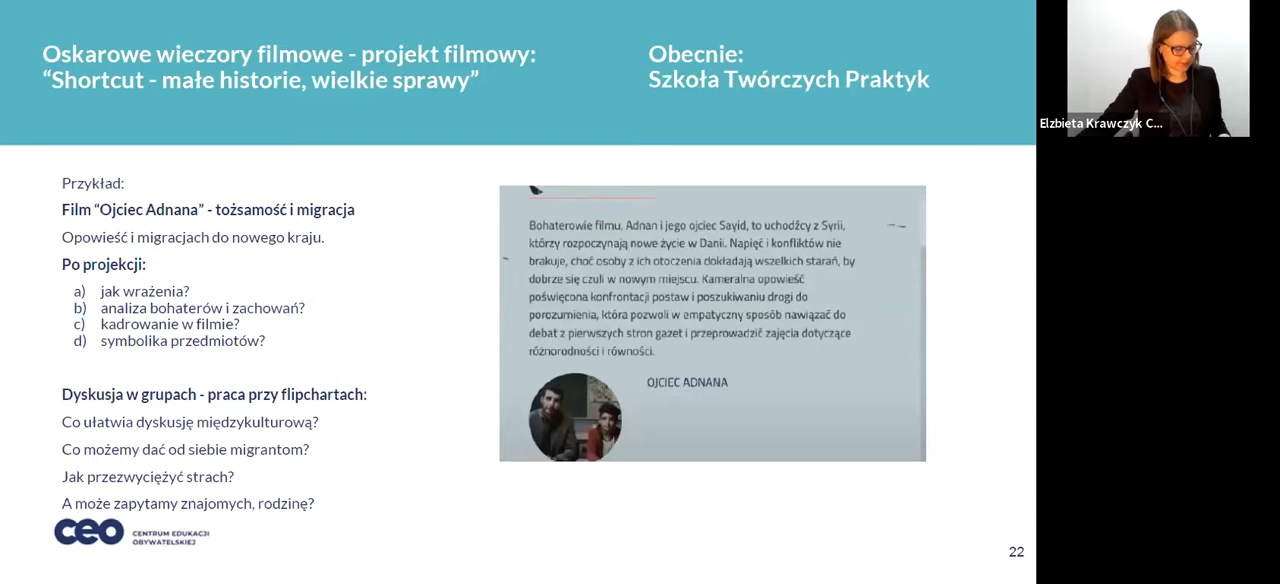 Oskarowe wieczory filmowe - projekt filmowy:
“Shortcut - małe historie, wielkie sprawy”
Obecnie:
Szkoła Twórczych Praktyk
Elzbieta Krawczyk C...
Przykład:
Film “Ojciec Adnana” - tożsamość i migracja
Opowieść i migracjach do nowego kraju.
Po projekcji:
a) jak wrażenia?
b) analiza bohaterów i zachowań?
c) kadrowanie w filmie?
d) symbolika przedmiotów?
Dyskusja w grupach - praca przy flipchartach:
Co ułatwia dyskusję międzykulturową?
Co możemy dać od siebie migrantom?
Jak przezwyciężyć strach?
A może zapytamy znajomych, rodzinę?
Bohaterowie filmu, Adnan i jego ojciec Sayid, to uchodźcy z Syrii,
którzy rozpoczynają nowe życie w Danii. Napięć i konfliktów nie
brakuje, choć osoby z ich otoczenia dokładają wszelkich starań, by
dobrze się czuli w nowym miejscu. Kameralna opowieść
poświęcona konfrontacji postaw i poszukiwaniu drogi do
porozumienia, która pozwoli w empatyczny sposób nawiązać do
debat z pierwszych stron gazet i przeprowadzić zajęcia dotyczące
różnorodności i równości.
OJCIEC ADNANA
ceo CENTRUM EDUKACJI
OBYWATELSKIEJ
22